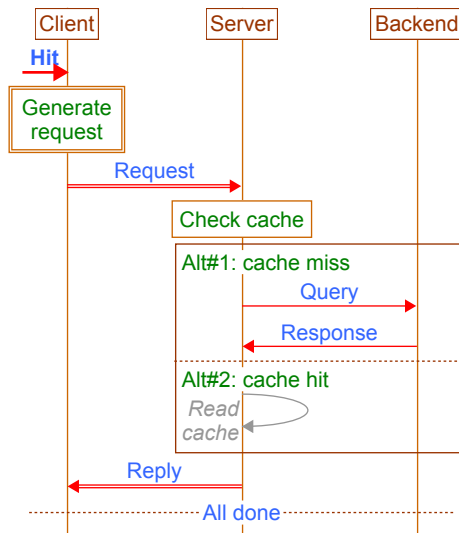 Client Server Backend
Hit
Generate
request
Request
Check cache
Alt#1: cache miss
Query
Response
Alt#2: cache hit
Read
cache
Reply
All done